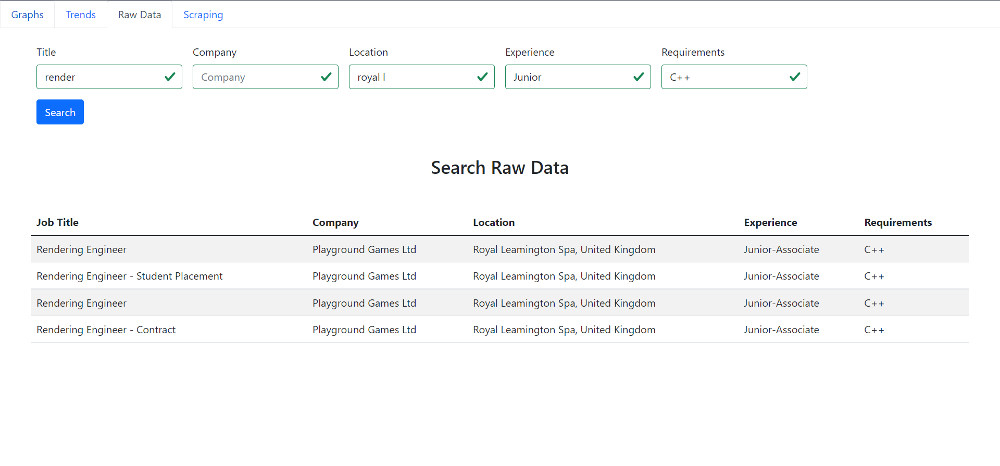 Graphs Trends Raw Data Scraping
Title Company Location Experience Requirements
render Company royal l Junior C++
Search
Search Raw Data
Job Title Company Location Experience Requirements
Rendering Engineer Playground Games Ltd Royal Leamington Spa, United Kingdom Junior-Associate C++
Rendering Engineer - Student Placement Playground Games Ltd Royal Leamington Spa, United Kingdom Junior-Associate C++
Rendering Engineer Playground Games Ltd Royal Leamington Spa, United Kingdom Junior-Associate C++
Rendering Engineer - Contract Playground Games Ltd Royal Leamington Spa, United Kingdom Junior-Associate C++